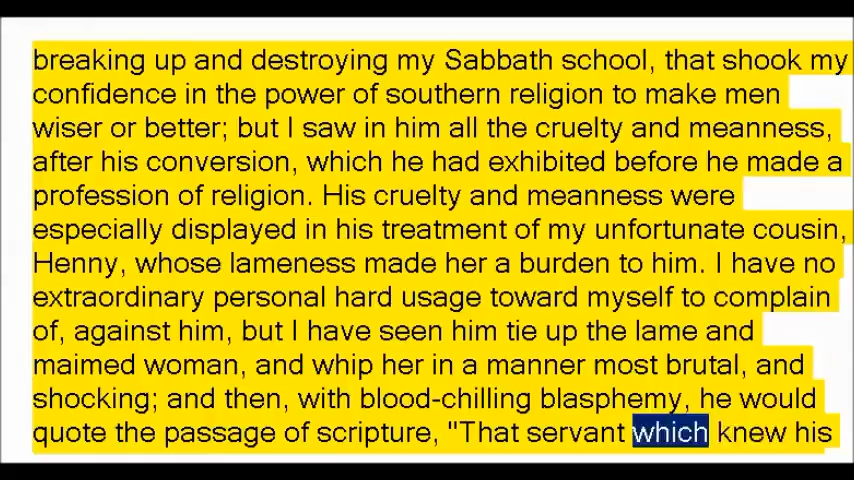 breaking up and destroying my Sabbath school, that shook my
confidence in the power of southern religion to make men
wiser or better; but I saw in him all the cruelty and meanness,
after his conversion, which he had exhibited before he made a
profession of religion. His cruelty and meanness were
especially displayed in his treatment of my unfortunate cousin,
Henny, whose lameness made her a burden to him. I have no
extraordinary personal hard usage toward myself to complain
of, against him, but I have seen him tie up the lame and
maimed woman, and whip her in a manner most brutal, and
shocking; and then, with blood-chilling blasphemy, he would
quote the passage of scripture, "That servant which knew his